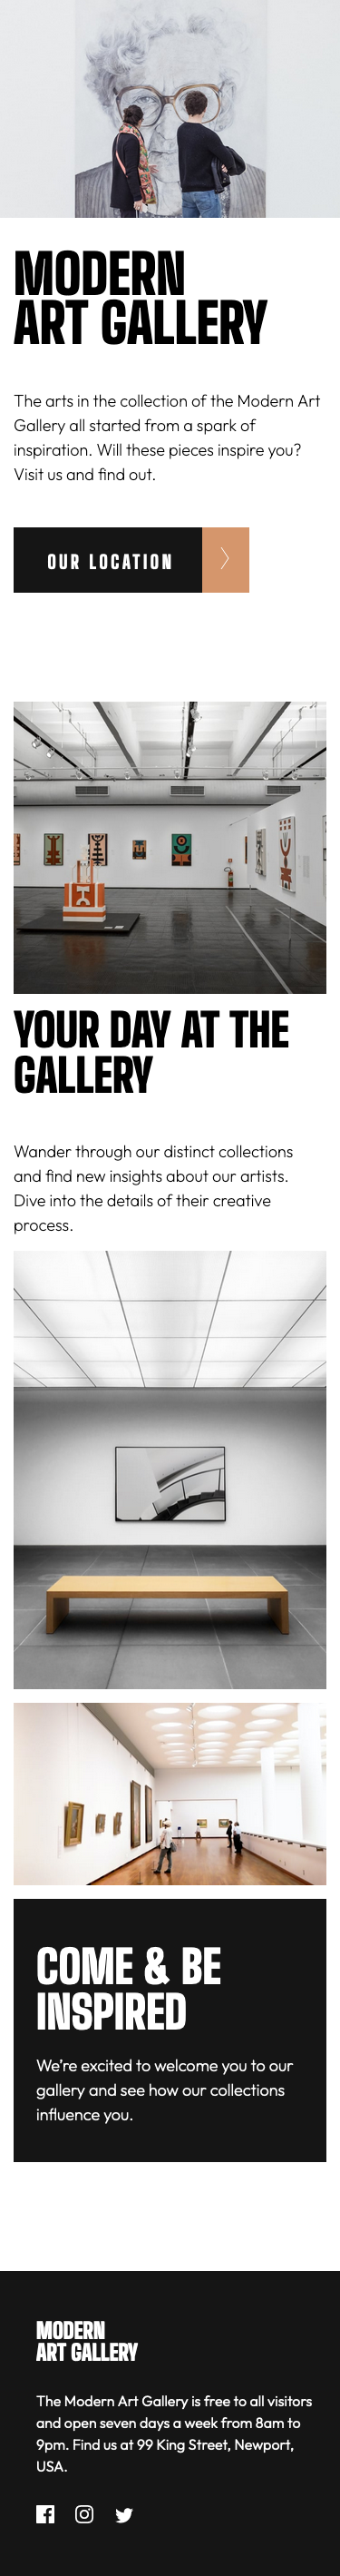 MODERN
ART GALLERY
The arts in the collection of the Modern Art
Gallery all started from a spark of
inspiration. Will these pieces inspire you?
Visit us and find out.
OUR LOCATION
YOUR DAY AT THE
GALLERY
Wander through our distinct collections
and find new insights about our artists.
Dive into the details of their creative
process.
COME & BE
INSPIRED
We’re excited to welcome you to our
gallery and see how our collections
influence you.
MODERN
ART GALLERY
The Modern Art Gallery is free to all visitors
and open seven days a week from 8am to
9pm. Find us at 99 King Street, Newport,
USA.